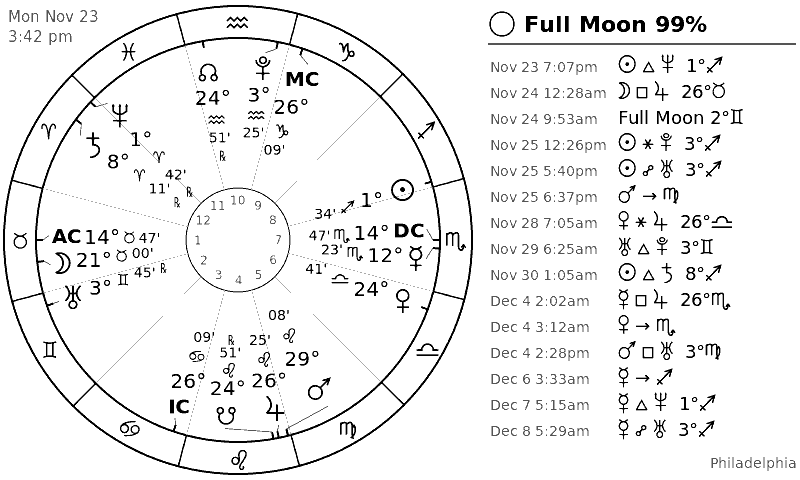 Mon Nov 23
3:42 pm
♒
♓
♑
♈
♐
♉
♏
♊
♎
♋
♌
♍
☊
24°
♒
51'
℞
♇
3°
♒
25'
MC
26°
♑
09'
♆
1°
♈
42'
℞
♄
8°
♈
11'
℞
34' ♐ 1° ☉
AC 14° ♉ 47'
☽ 21° ♉ 00'
♅ 3° ♊ 45' ℞
47' ♏ 14° DC
23' ♏ 12° ☿
41' ♎ 24° ♀
11 10 9
12 8
1 7
2 6
3 4 5
09'
♋
26°
IC
℞
51'
♌
24°
☋
25'
♌
26°
♃
08'
♌
29°
♂
Full Moon 99%
Nov 23 7:07pm ☉ △ ♆ 1°♐
Nov 24 12:28am ☽ □ ♃ 26°♉
Nov 24 9:53am Full Moon 2°♊
Nov 25 12:26pm ☉ ⚹ ♇ 3°♐
Nov 25 5:40pm ☉ ☍ ♅ 3°♐
Nov 25 6:37pm ♂ → ♍
Nov 28 7:05am ♀ ⚹ ♃ 26°♎
Nov 29 6:25am ♅ △ ♇ 3°♊
Nov 30 1:05am ☉ △ ♄ 8°♐
Dec 4 2:02am ☿ □ ♃ 26°♏
Dec 4 3:12am ♀ → ♏
Dec 4 2:28pm ♂ □ ♅ 3°♍
Dec 6 3:33am ☿ → ♐
Dec 7 5:15am ☿ △ ♆ 1°♐
Dec 8 5:29am ☿ ☍ ♅ 3°♐
Philadelphia